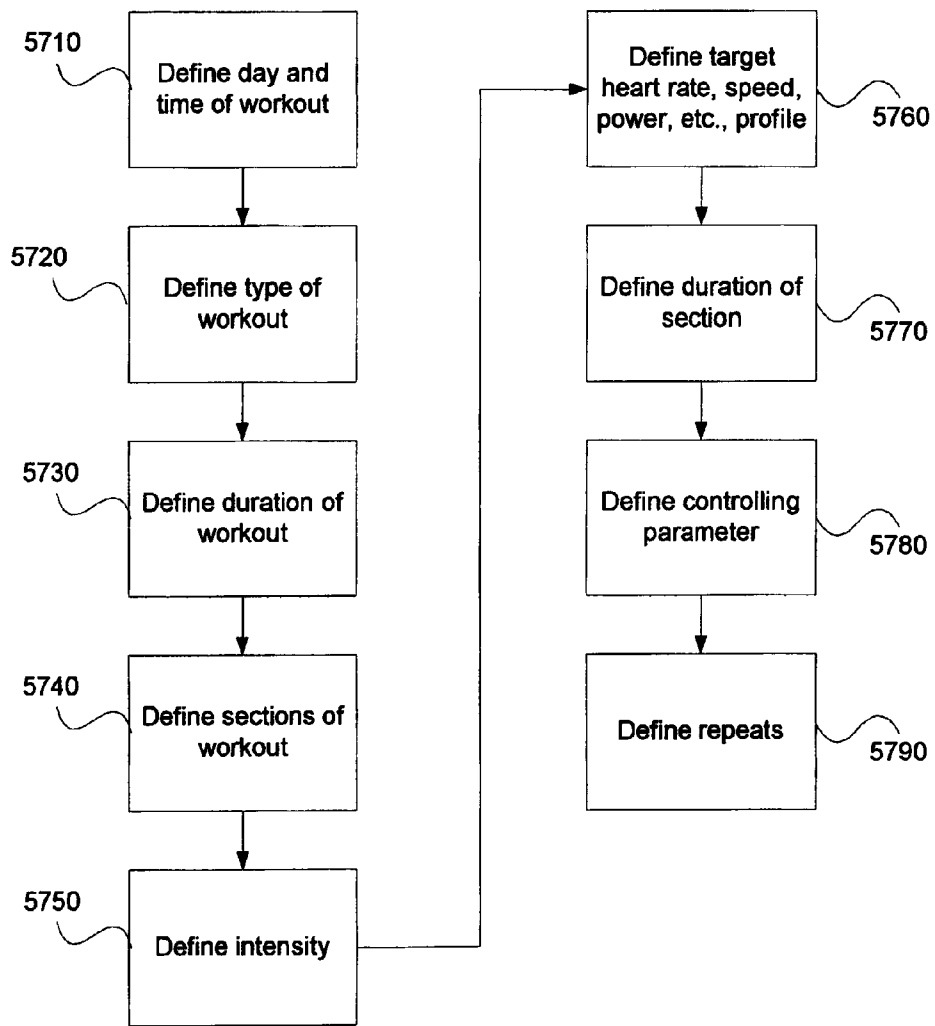 5710
Define day and
time of workout
5720
Define type of
workout
5730
Define duration of
workout
5740
Define sections of
workout
5750
Define intensity
Define target
heart rate, speed,
power, etc., profile
5760
Define duration of
section
5770
Define controlling
parameter
5780
Define repeats
5790